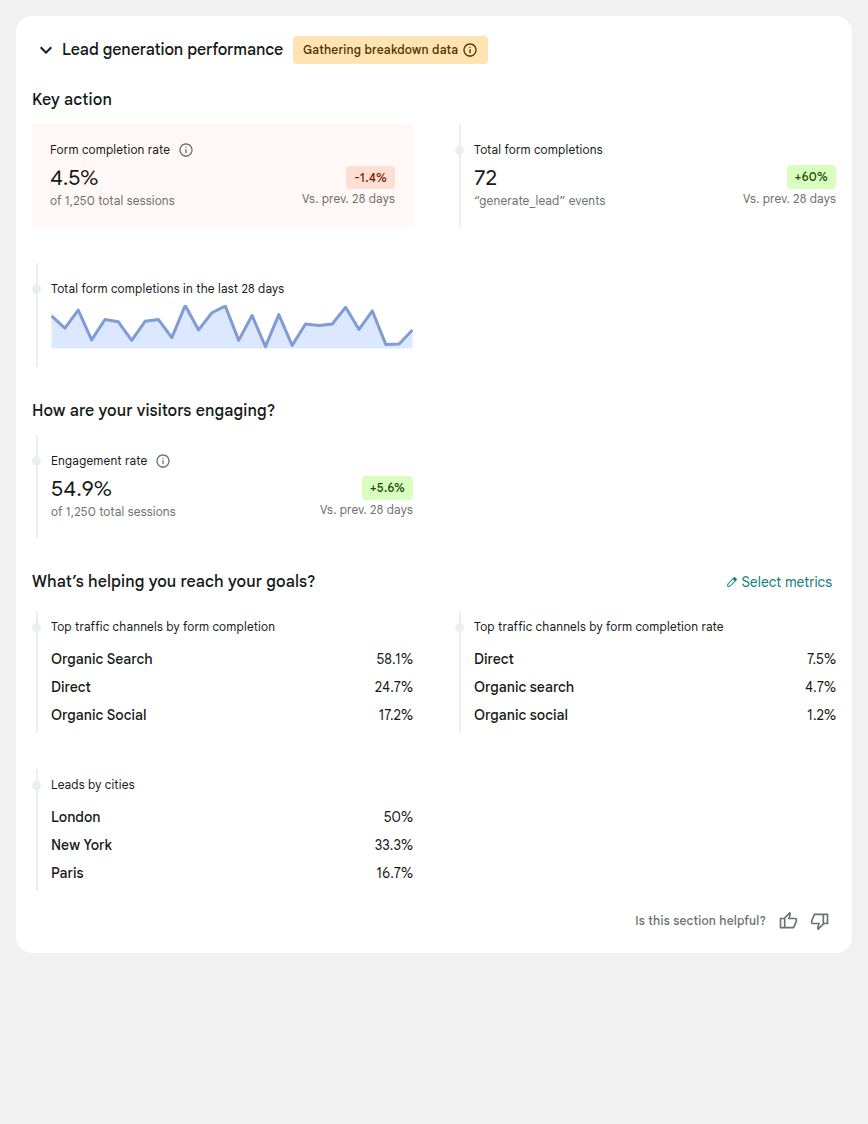 Lead generation performance
Gathering breakdown data
Key action
Form completion rate
4.5%
-1.4%
of 1,250 total sessions
Vs. prev. 28 days
Total form completions
72
+60%
“generate_lead” events
Vs. prev. 28 days
Total form completions in the last 28 days
How are your visitors engaging?
Engagement rate
54.9%
+5.6%
of 1,250 total sessions
Vs. prev. 28 days
What’s helping you reach your goals?
Select metrics
Top traffic channels by form completion
Organic Search 58.1%
Direct 24.7%
Organic Social 17.2%
Top traffic channels by form completion rate
Direct 7.5%
Organic search 4.7%
Organic social 1.2%
Leads by cities
London 50%
New York 33.3%
Paris 16.7%
Is this section helpful?